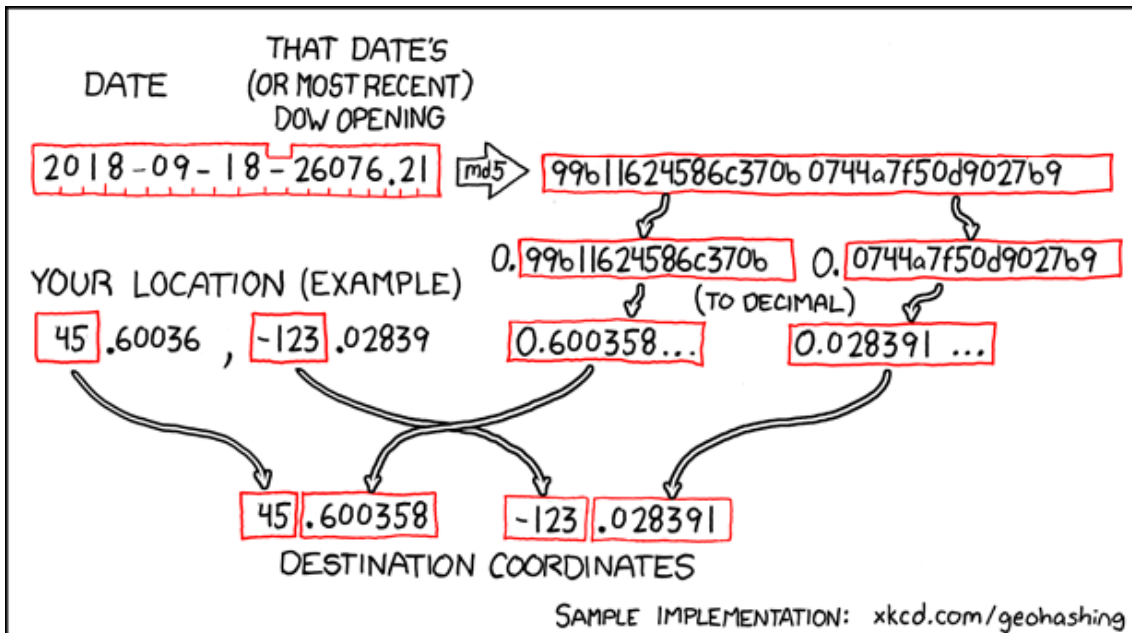 DATE
THAT DATE'S
(OR MOST RECENT)
DOW OPENING
2018-09-18-26076.21
md5
99b11624586c370b0744a7f50d9027b9
0.99b11624586c370b 0.0744a7f50d9027b9
YOUR LOCATION (EXAMPLE)
(TO DECIMAL)
45.60036, -123.02839
0.600358... 0.028391...
45.600358 -123.028391
DESTINATION COORDINATES
SAMPLE IMPLEMENTATION: xkcd.com/geohashing